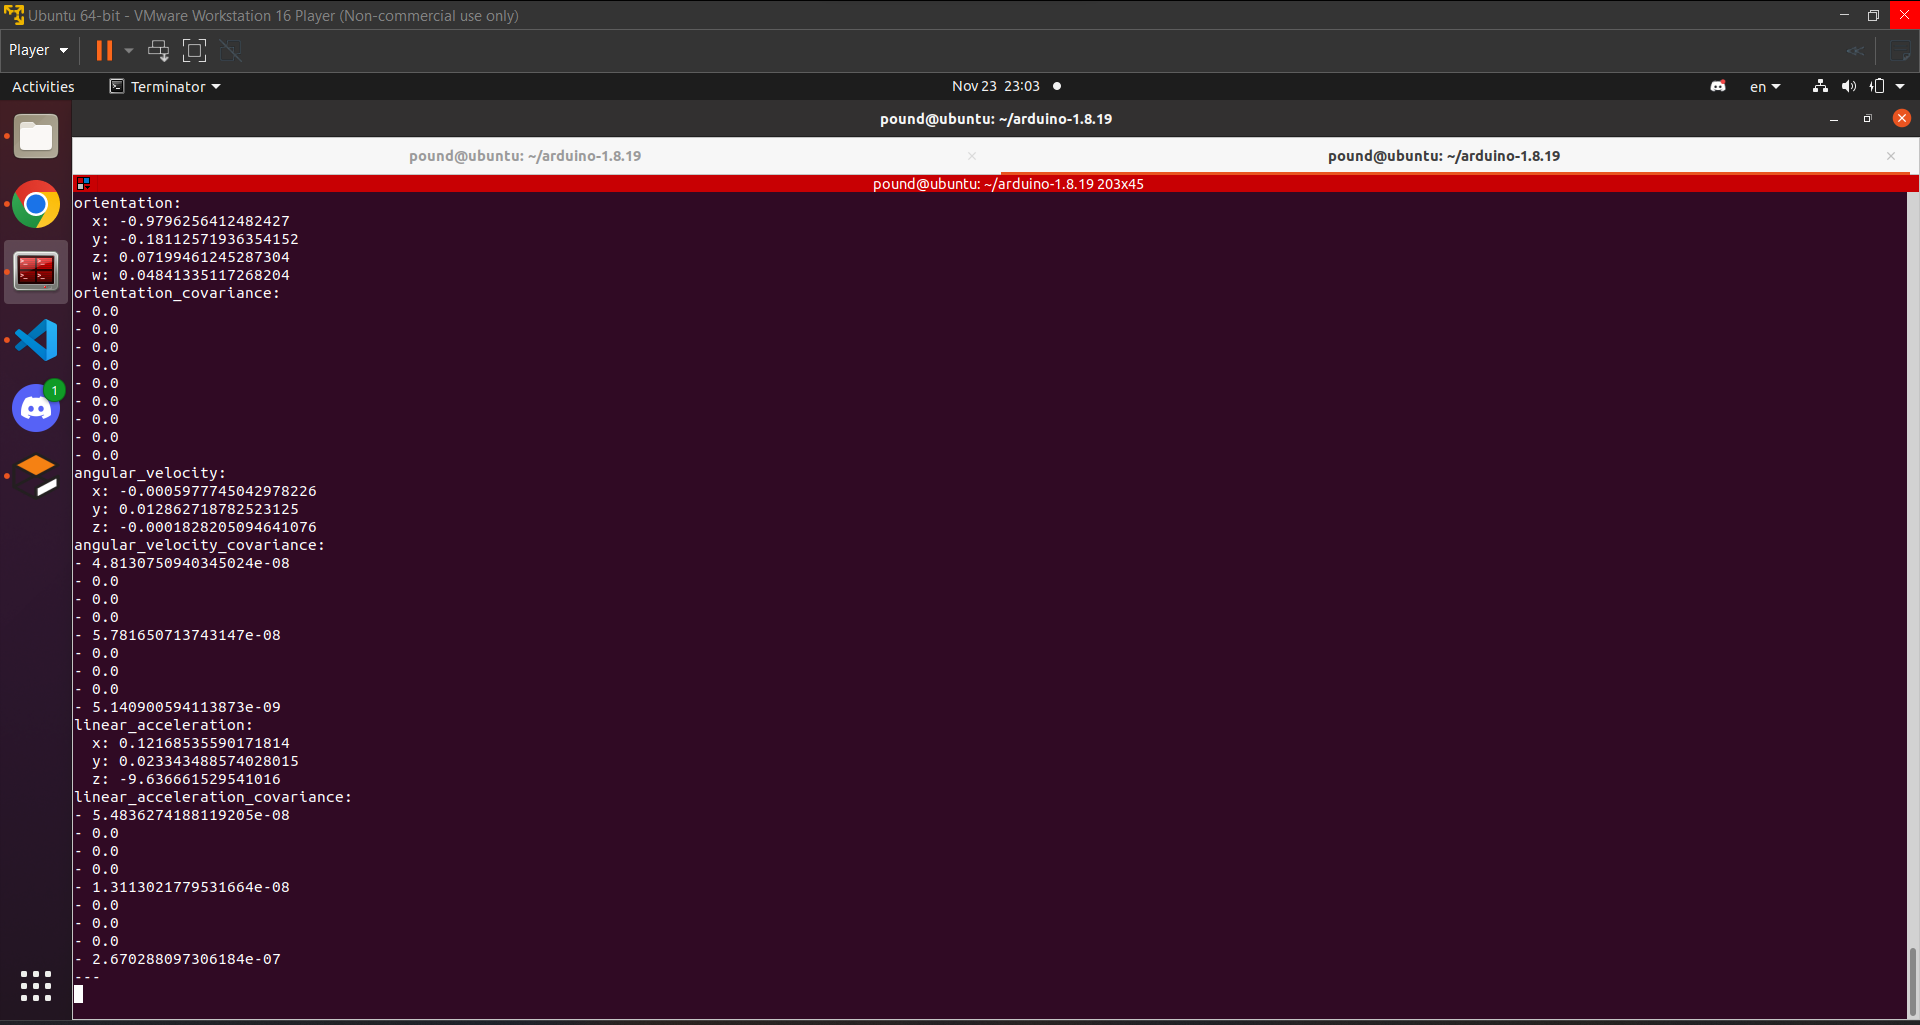 Ubuntu 64-bit - VMware Workstation 16 Player (Non-commercial use only)
Player
Activities
Terminator
Nov 23 23:03
en
pound@ubuntu: ~/arduino-1.8.19
pound@ubuntu: ~/arduino-1.8.19
pound@ubuntu: ~/arduino-1.8.19
pound@ubuntu: ~/arduino-1.8.19 203x45
orientation:
  x: -0.9796256412482427
  y: -0.18112571936354152
  z: 0.07199461245287304
  w: 0.04841335117268204
orientation_covariance:
- 0.0
- 0.0
- 0.0
- 0.0
- 0.0
- 0.0
- 0.0
- 0.0
- 0.0
angular_velocity:
  x: -0.0005977745042978226
  y: 0.012862718782523125
  z: -0.0001828205094641076
angular_velocity_covariance:
- 4.8130750940345024e-08
- 0.0
- 0.0
- 0.0
- 5.781650713743147e-08
- 0.0
- 0.0
- 0.0
- 5.140900594113873e-09
linear_acceleration:
  x: 0.12168535590171814
  y: 0.023343488574028015
  z: -9.636661529541016
linear_acceleration_covariance:
- 5.4836274188119205e-08
- 0.0
- 0.0
- 0.0
- 1.3113021779531664e-08
- 0.0
- 0.0
- 0.0
- 2.670288097306184e-07
---
1